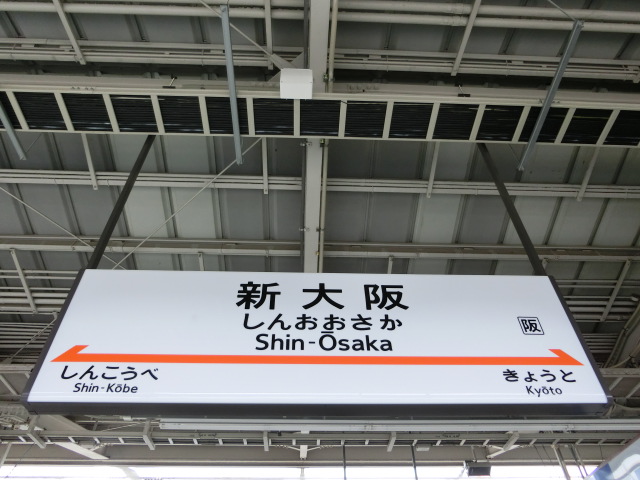 新大阪
しんおおさか
Shin-Ōsaka
阪
しんこうべ
Shin-Kōbe
きょうと
Kyōto